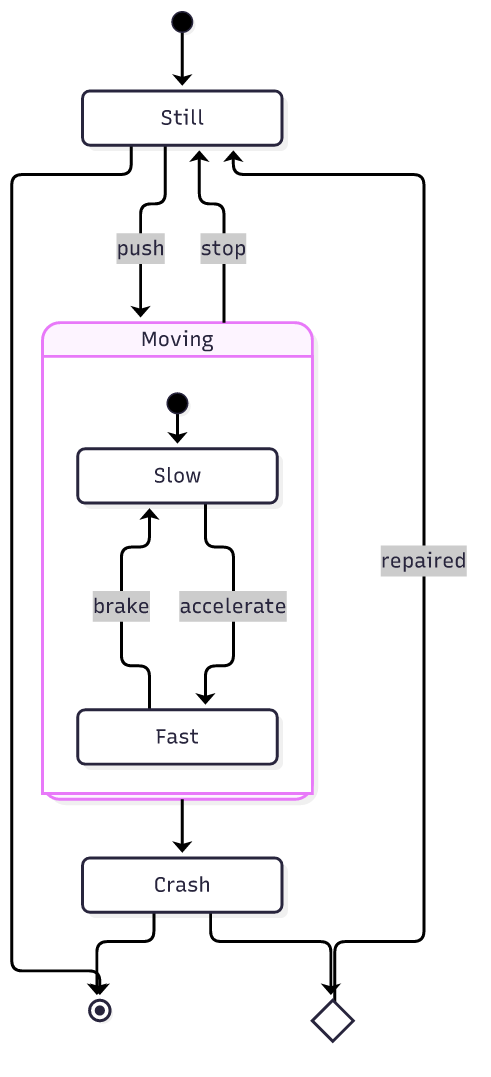 Still
push
stop
Moving
Slow
repaired
brake
accelerate
Fast
Crash